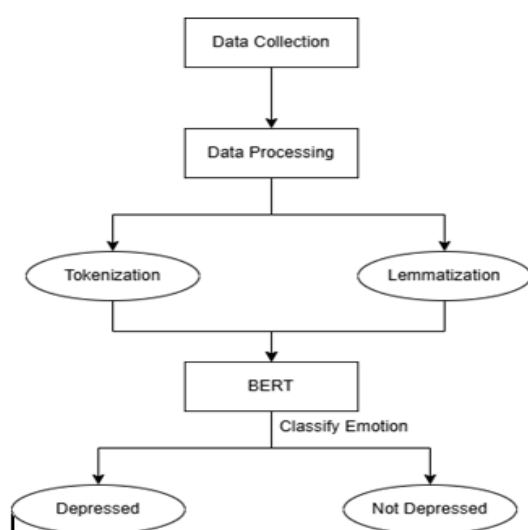 Data Collection
Data Processing
Tokenization
Lemmatization
BERT
Classify Emotion
Depressed
Not Depressed